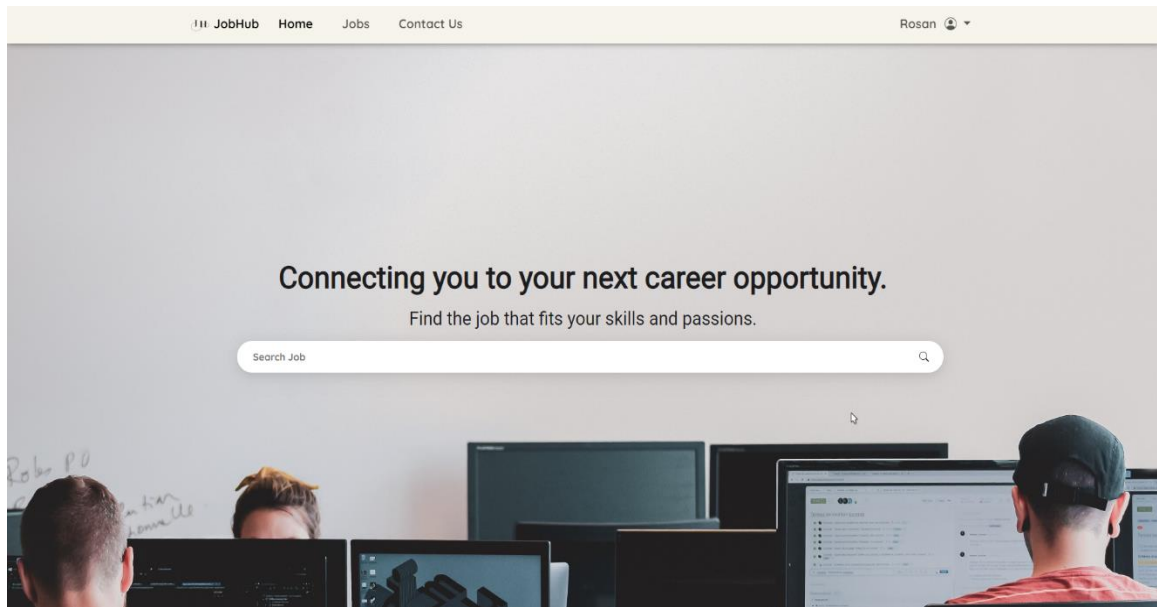 JobHub Home Jobs Contact Us Rosan
Connecting you to your next career opportunity.
Find the job that fits your skills and passions.
Search Job